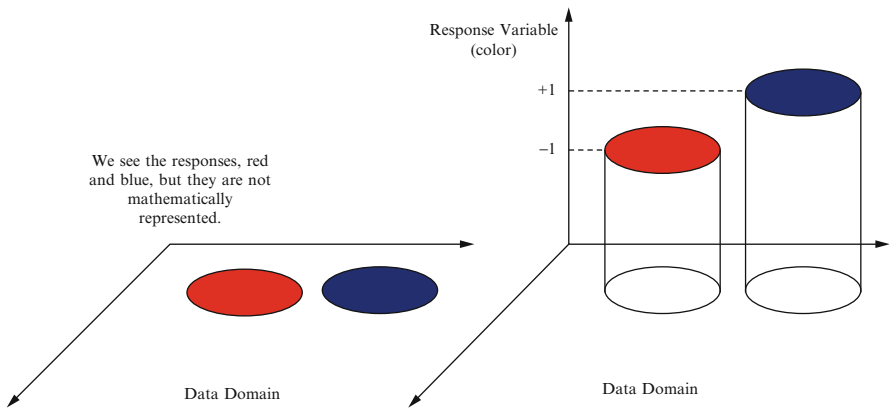 We see the responses, red
and blue, but they are not
mathematically
represented.
Data Domain
Response Variable
(color)
+1
–1
Data Domain